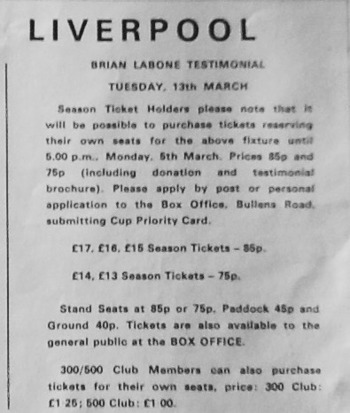 LIVERPOOL
BRIAN LABONE TESTIMONIAL
TUESDAY, 13th MARCH
Season Ticket Holders please note that it
will be possible to purchase tickets reserving
their own seats for the above fixture until
5.00 p.m., Monday, 5th March. Prices 85p and
75p (including donation and testimonial
brochure). Please apply by post or personal
application to the Box Office, Bullens Road,
submitting Cup Priority Card.
£17, £16, £15 Season Tickets – 85p.
£14, £13 Season Tickets – 75p.
Stand Seats at 85p or 75p, Paddock 45p and
Ground 40p. Tickets are also available to the
general public at the BOX OFFICE.
300/500 Club Members can also purchase
tickets for their own seats, price: 300 Club:
£1 25; 500 Club: £1 00.